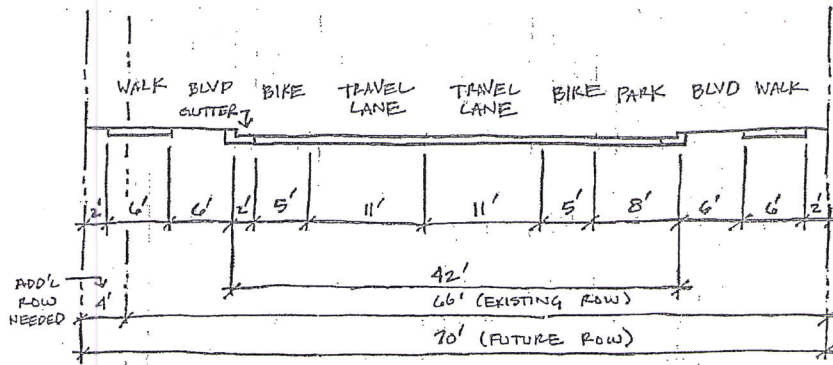 WALK BLVD BIKE TRAVEL TRAVEL BIKE PARK BLVD WALK
GUTTER LANE LANE
2' 6' 6' 2' 5' 11' 11' 5' 8' 6' 6' 2'
42'
ADD'L
ROW
NEEDED
4'
66' (EXISTING ROW)
70' (FUTURE ROW)